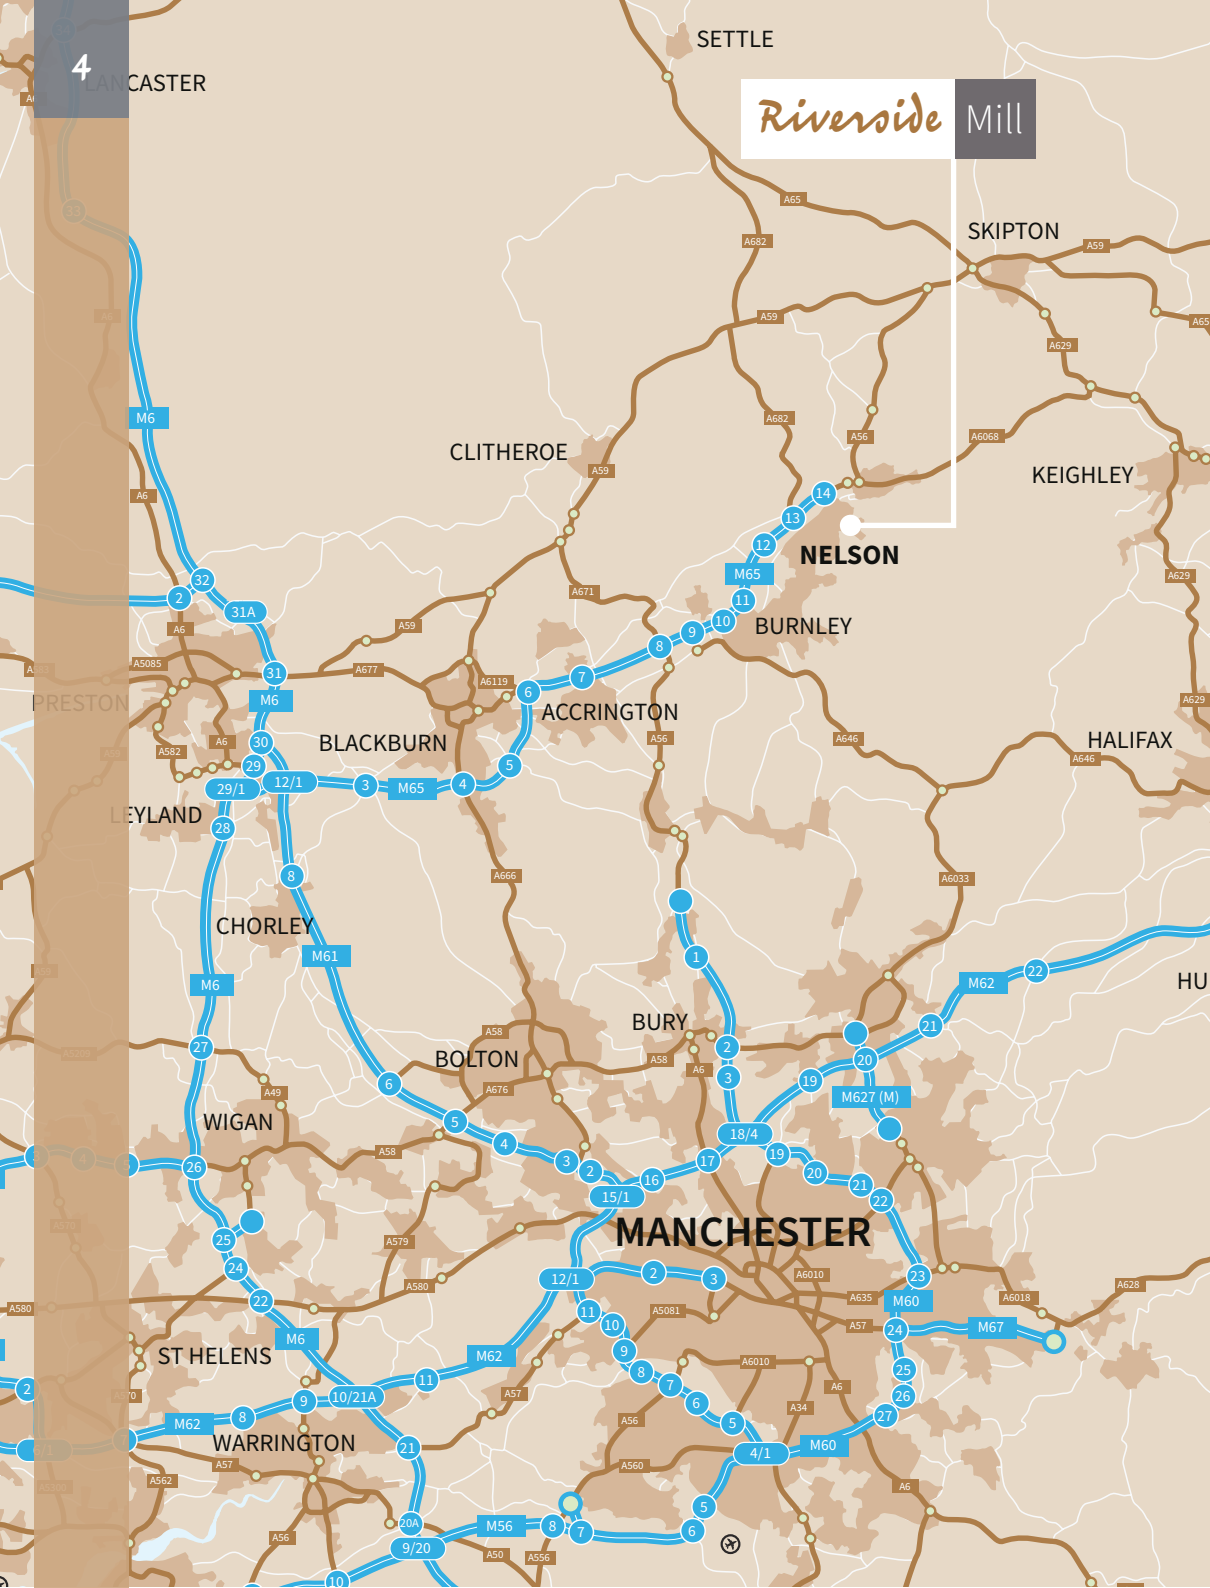 SETTLE
4
LANCASTER
Riverside Mill
A65
SKIPTON
A682
A59
33
A6
A59
A65
A629
M6
A682
A56
A6068
CLITHEROE
A59
KEIGHLEY
A6
14
13
12
NELSON
M65
A629
32
2
31A
A671
11
10
BURNLEY
A59
A6
9
8
A5085
31
A677
A6119
7
6
M6
A629
PRESTON
ACCRINGTON
A582
A6
30
BLACKBURN
A56
A646
HALIFAX
A646
29
5
29/1
12/1
3
M65
4
LEYLAND
28
8
A666
A6033
CHORLEY
M61
1
M6
M62
22
HU
BURY
21
A58
27
2
20
BOLTON
A58
A6
3
19
6
A676
A49
M627 (M)
WIGAN
5
18/4
4
A58
19
26
3
2
17
16
20
21
15/1
22
25
MANCHESTER
A579
24
12/1
2
3
A6010
23
A580
A628
22
A635
M60
A6018
A580
11
A5081
10
A57
24
M67
M6
9
ST HELENS
M62
A6010
8
25
2
11
7
A6
26
A570
9
10/21A
A57
6
A34
27
M62
8
A56
5
WARRINGTON
21
4/1
M60
A57
A560
A562
A6
5
20A
M56
8
7
6
A56
9/20
A50
A556
10